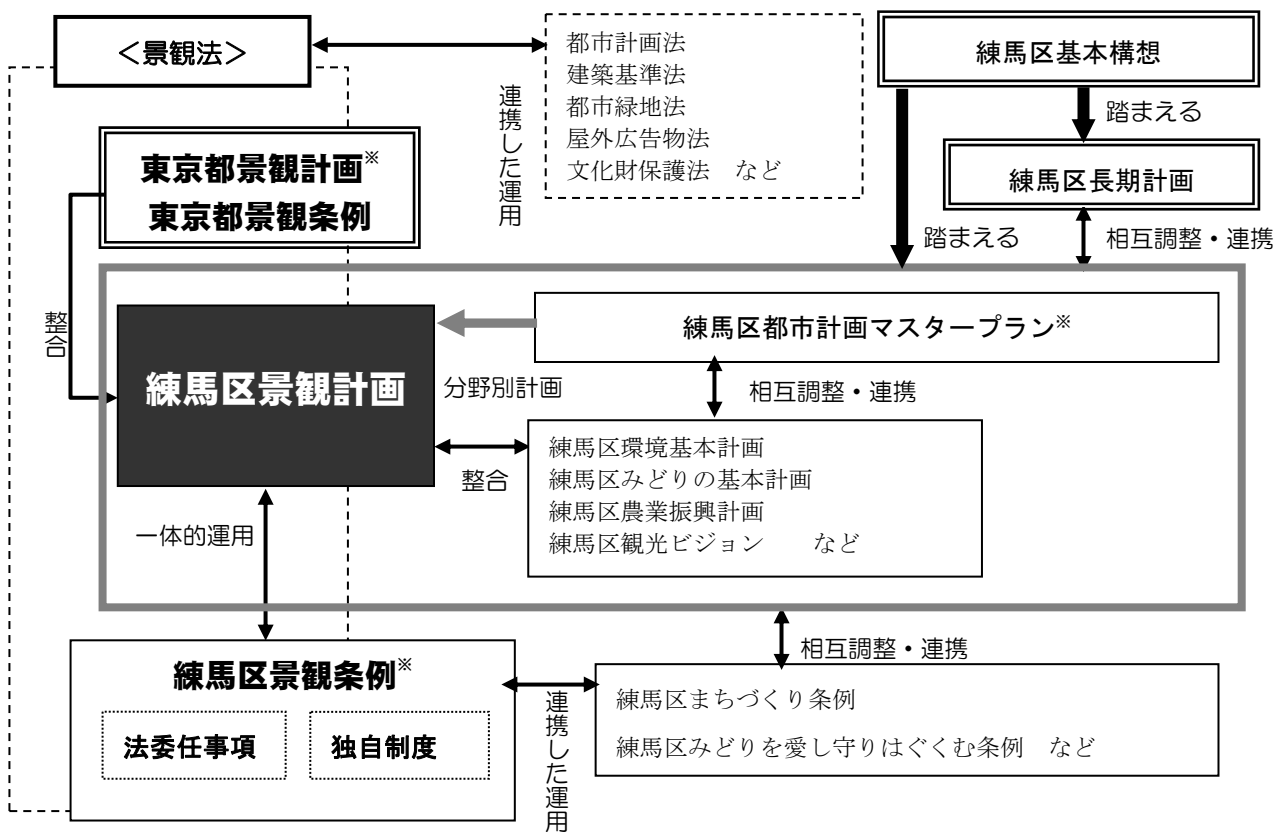 ＜景観法＞
都市計画法
建築基準法
都市緑地法
屋外広告物法
文化財保護法　など
連携した運用
練馬区基本構想
踏まえる
練馬区長期計画
踏まえる
相互調整・連携
東京都景観計画※
東京都景観条例
整合
練馬区景観計画
練馬区都市計画マスタープラン※
分野別計画
相互調整・連携
整合
練馬区環境基本計画
練馬区みどりの基本計画
練馬区農業振興計画
練馬区観光ビジョン　　など
一体的運用
相互調整・連携
練馬区景観条例※
法委任事項
独自制度
連携した運用
練馬区まちづくり条例
練馬区みどりを愛し守りはぐくむ条例　など